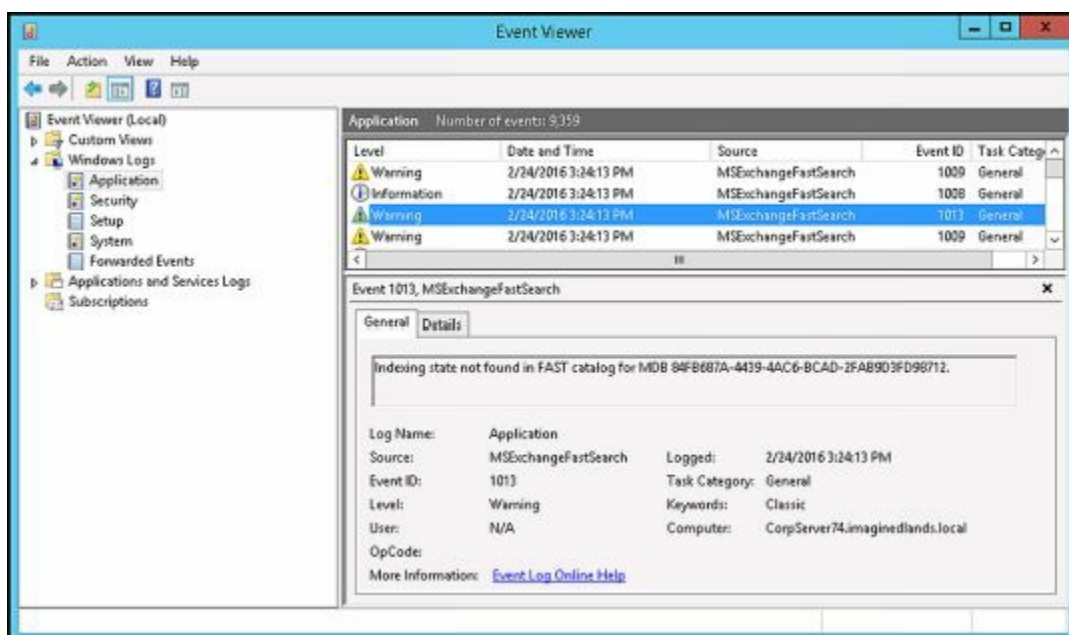 Event Viewer
File Action View Help
Event Viewer (Local)
Custom Views
Windows Logs
Application
Security
Setup
System
Forwarded Events
Applications and Services Logs
Subscriptions
Application Number of events: 9,359
Level Date and Time Source Event ID Task Categ
Warning 2/24/2016 3:24:13 PM MSExchangeFastSearch 1009 General
Information 2/24/2016 3:24:13 PM MSExchangeFastSearch 1008 General
Warning 2/24/2016 3:24:13 PM MSExchangeFastSearch 1013 General
Warning 2/24/2016 3:24:13 PM MSExchangeFastSearch 1009 General
Event 1013, MSExchangeFastSearch
General Details
Indexing state not found in FAST catalog for MDB 84FB687A-4439-4AC6-BCAD-2FAB9D3FD98712.
Log Name: Application
Source: MSExchangeFastSearch Logged: 2/24/2016 3:24:13 PM
Event ID: 1013 Task Category: General
Level: Warning Keywords: Classic
User: N/A Computer: CorpServer74.imaginedlands.local
OpCode:
More Information: Event Log Online Help